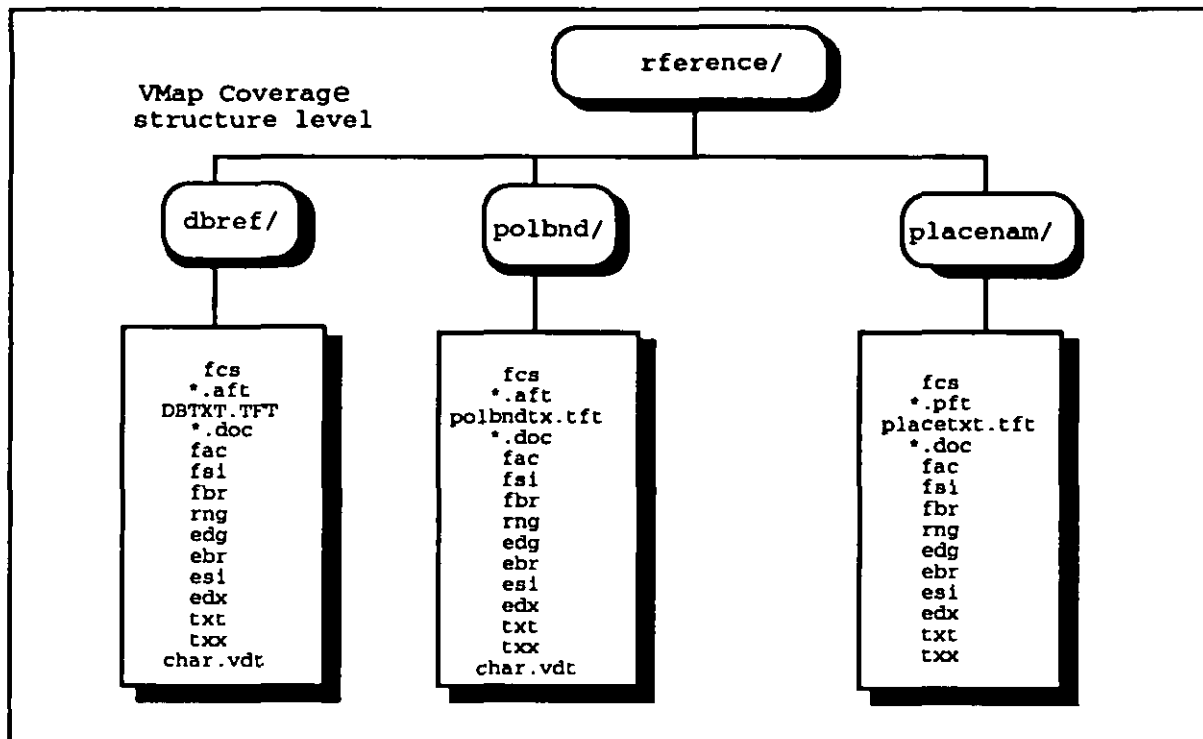 rference/
VMap Coverage
structure level
dbref/
polbnd/
placenam/
fcs
*.aft
DBTXT.TFT
*.doc
fac
fsi
fbr
rng
edg
ebr
esi
edx
txt
txx
char.vdt
fcs
*.aft
polbndtx.tft
*.doc
fac
fsi
fbr
rng
edg
ebr
esi
edx
txt
txx
char.vdt
fcs
*.pft
placetxt.tft
*.doc
fac
fsi
fbr
rng
edg
ebr
esi
edx
txt
txx